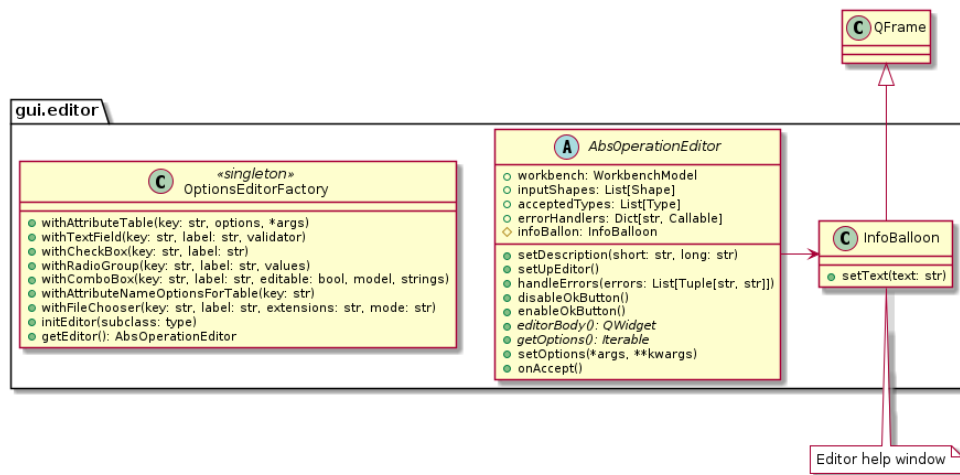 C QFrame
gui.editor
C «singleton»
OptionsEditorFactory
withAttributeTable(key: str, options, *args)
withTextField(key: str, label: str, validator)
withCheckBox(key: str, label: str)
withRadioGroup(key: str, label: str, values)
withComboBox(key: str, label: str, editable: bool, model, strings)
withAttributeNameOptionsForTable(key: str)
withFileChooser(key: str, label: str, extensions: str, mode: str)
initEditor(subclass: type)
getEditor(): AbsOperationEditor
A AbsOperationEditor
workbench: WorkbenchModel
inputShapes: List[Shape]
acceptedTypes: List[Type]
errorHandlers: Dict[str, Callable]
infoBallon: InfoBalloon
setDescription(short: str, long: str)
setUpEditor()
handleErrors(errors: List[Tuple[str, str]])
disableOkButton()
enableOkButton()
editorBody(): QWidget
getOptions(): Iterable
setOptions(*args, **kwargs)
onAccept()
C InfoBalloon
setText(text: str)
Editor help window